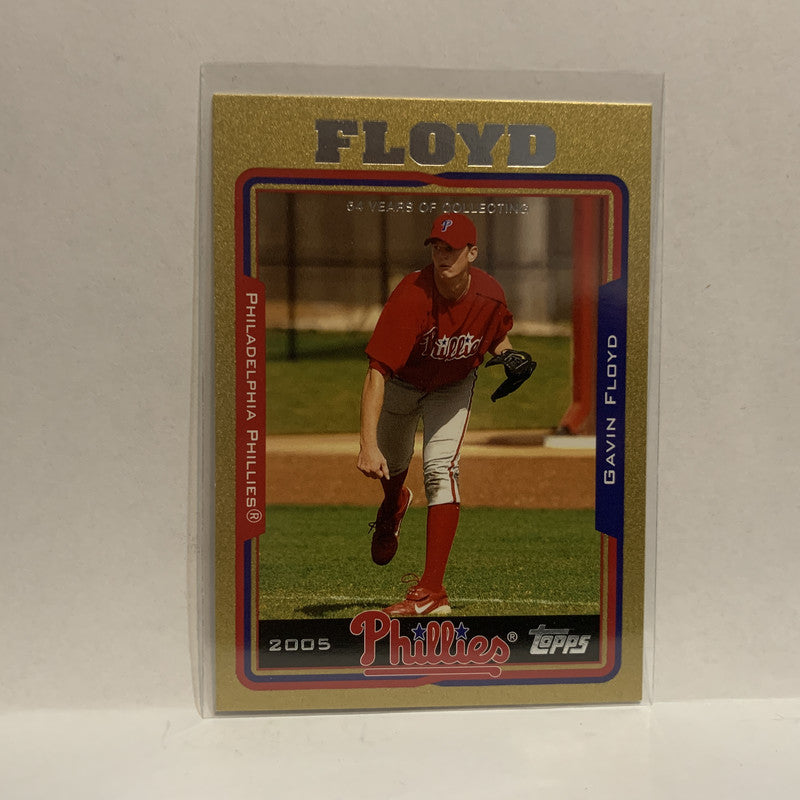 FLOYD
54 YEARS OF COLLECTING
P
Phillies
PHILADELPHIA PHILLIES®
GAVIN FLOYD
2005
Phillies®
topps